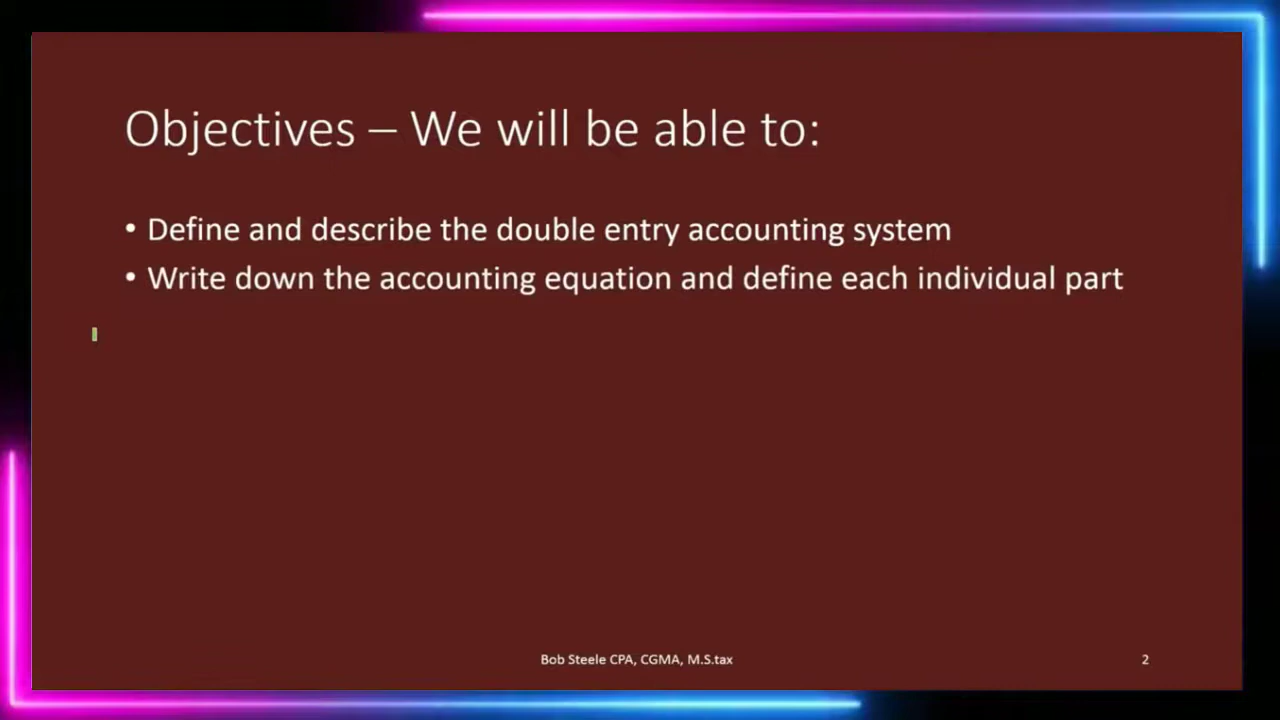 Objectives – We will be able to:
• Define and describe the double entry accounting system
• Write down the accounting equation and define each individual part
Bob Steele CPA, CGMA, M.S.tax
2